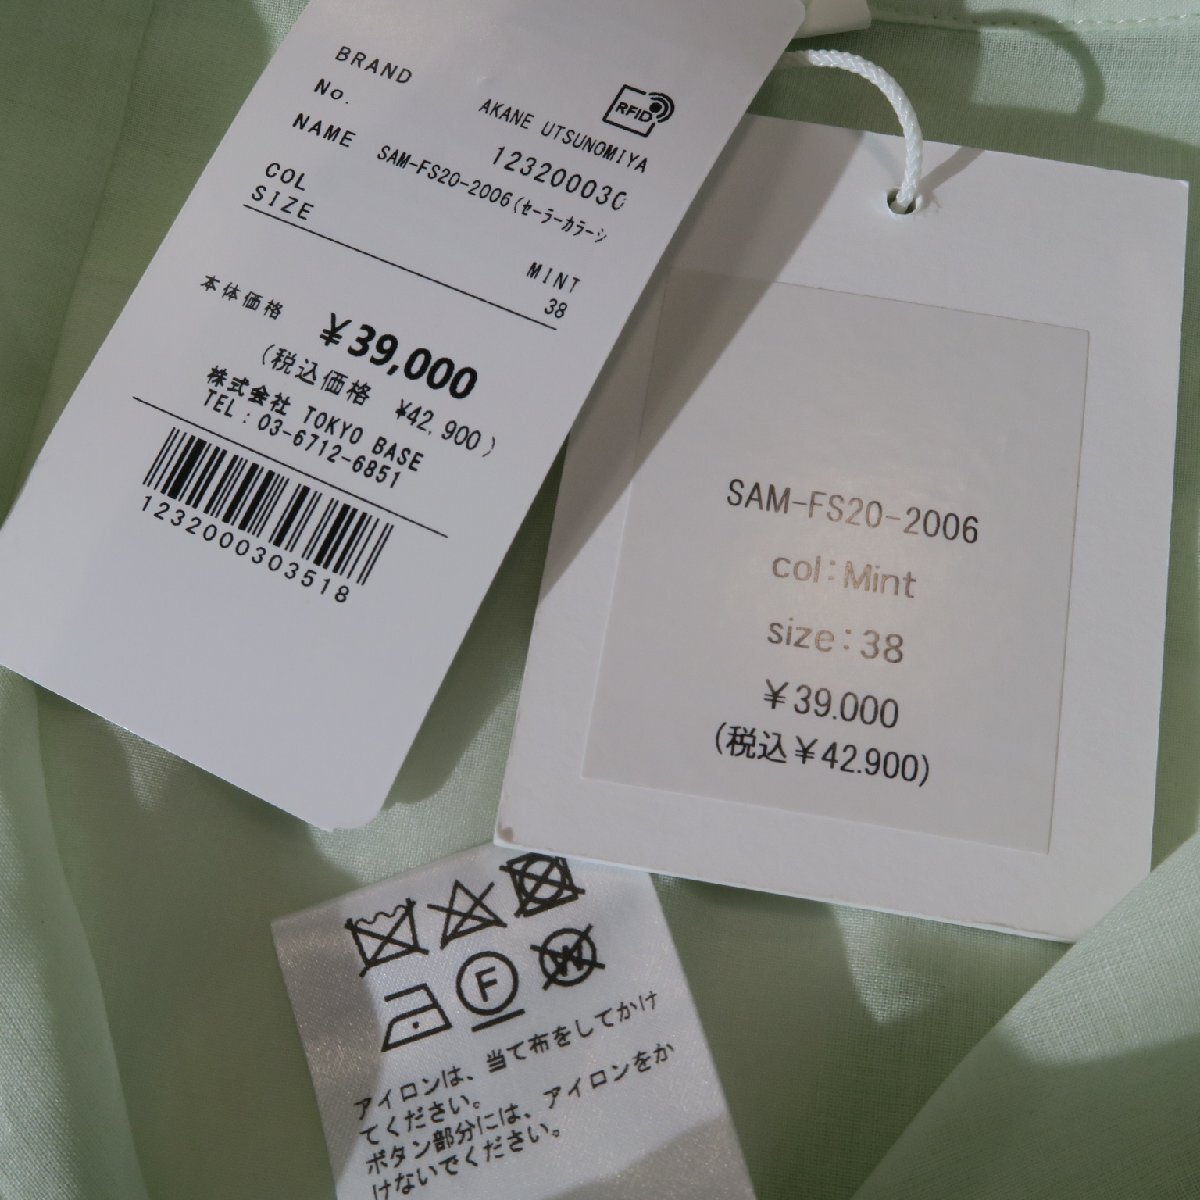 BRAND AKANE UTSUNOMIYA
RFID
No. 123200030
NAME SAM-FS20-2006(ｾｰﾗｰｶﾗｰｼ
COL MINT
SIZE 38
本体価格 ¥39,000
(税込価格 ¥42,900)
株式会社 TOKYO BASE
TEL:03-6712-6851
1232000303518
SAM-FS20-2006
col:Mint
size:38
¥39.000
(税込¥42.900)
F
W
アイロンは、当て布をしてかけ
てください。
ボタン部分には、アイロンをか
けないでください。